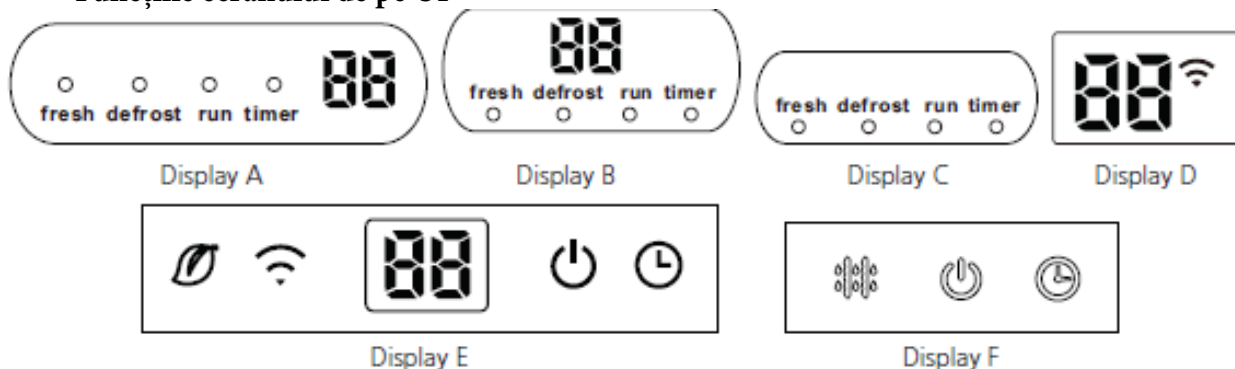 88
88
fresh defrost run timer
fresh defrost run timer
fresh defrost run timer
88
Display A
Display B
Display C
Display D
88
Display E
Display F